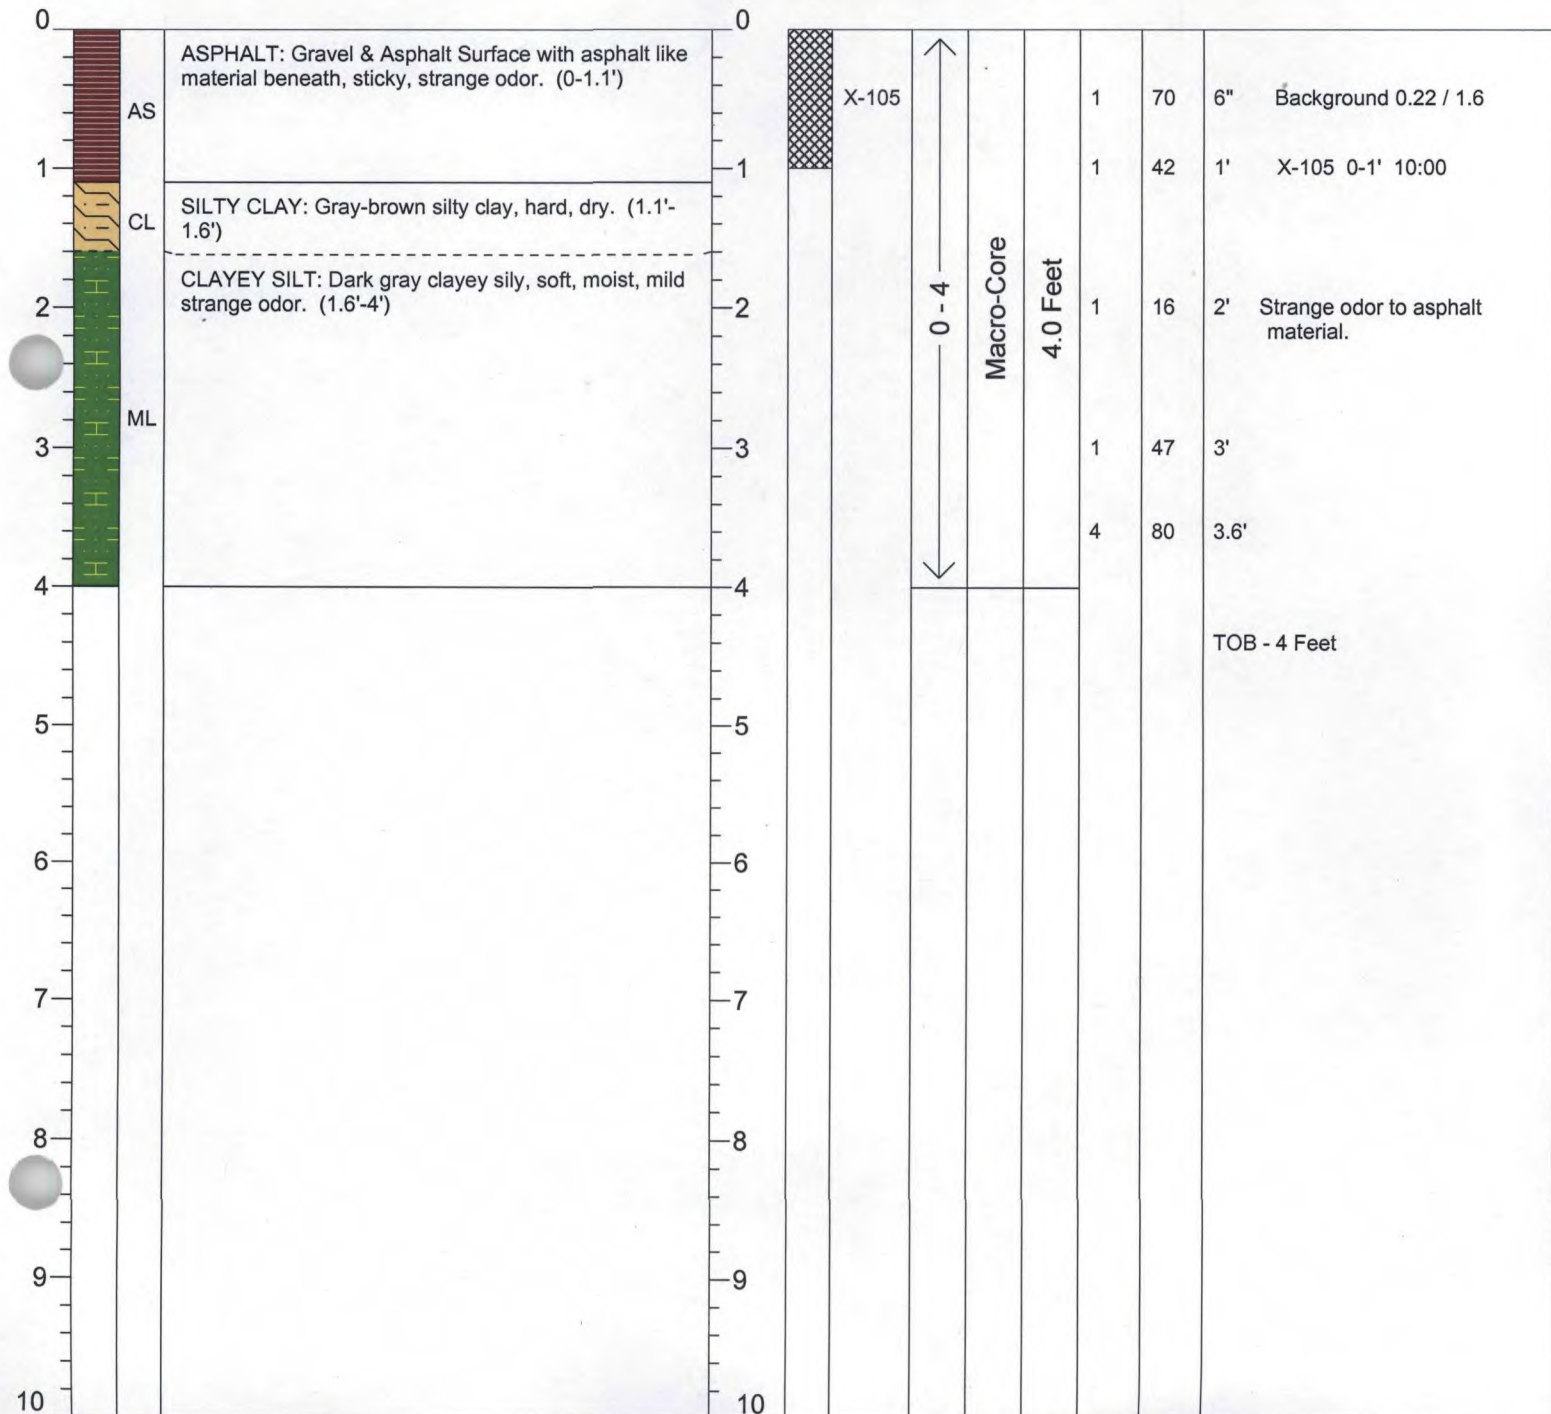 0
ASPHALT: Gravel & Asphalt Surface with asphalt like
material beneath, sticky, strange odor. (0-1.1')
AS
1
SILTY CLAY: Gray-brown silty clay, hard, dry. (1.1'-
1.6')
CL
CLAYEY SILT: Dark gray clayey sily, soft, moist, mild
strange odor. (1.6'-4')
2
ML
3
4
5
6
7
8
9
10
0
1
2
3
4
5
6
7
8
9
10
X-105
0 - 4
Macro-Core
4.0 Feet
1 70 6" Background 0.22 / 1.6
1 42 1' X-105 0-1' 10:00
1 16 2' Strange odor to asphalt
material.
1 47 3'
4 80 3.6'
TOB - 4 Feet